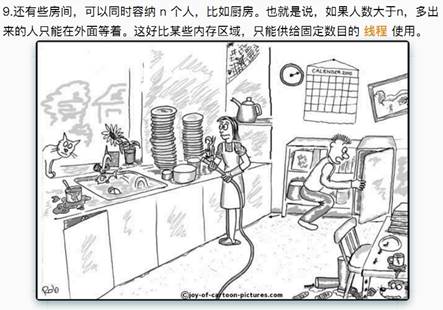 9.还有些房间，可以同时容纳 n 个人，比如厨房。也就是说，如果人数大于n，多出
来的人只能在外面等着。这好比某些内存区域，只能供给固定数目的 线程 使用。
CALENDER 2010
©joy-of-cartoon-pictures.com